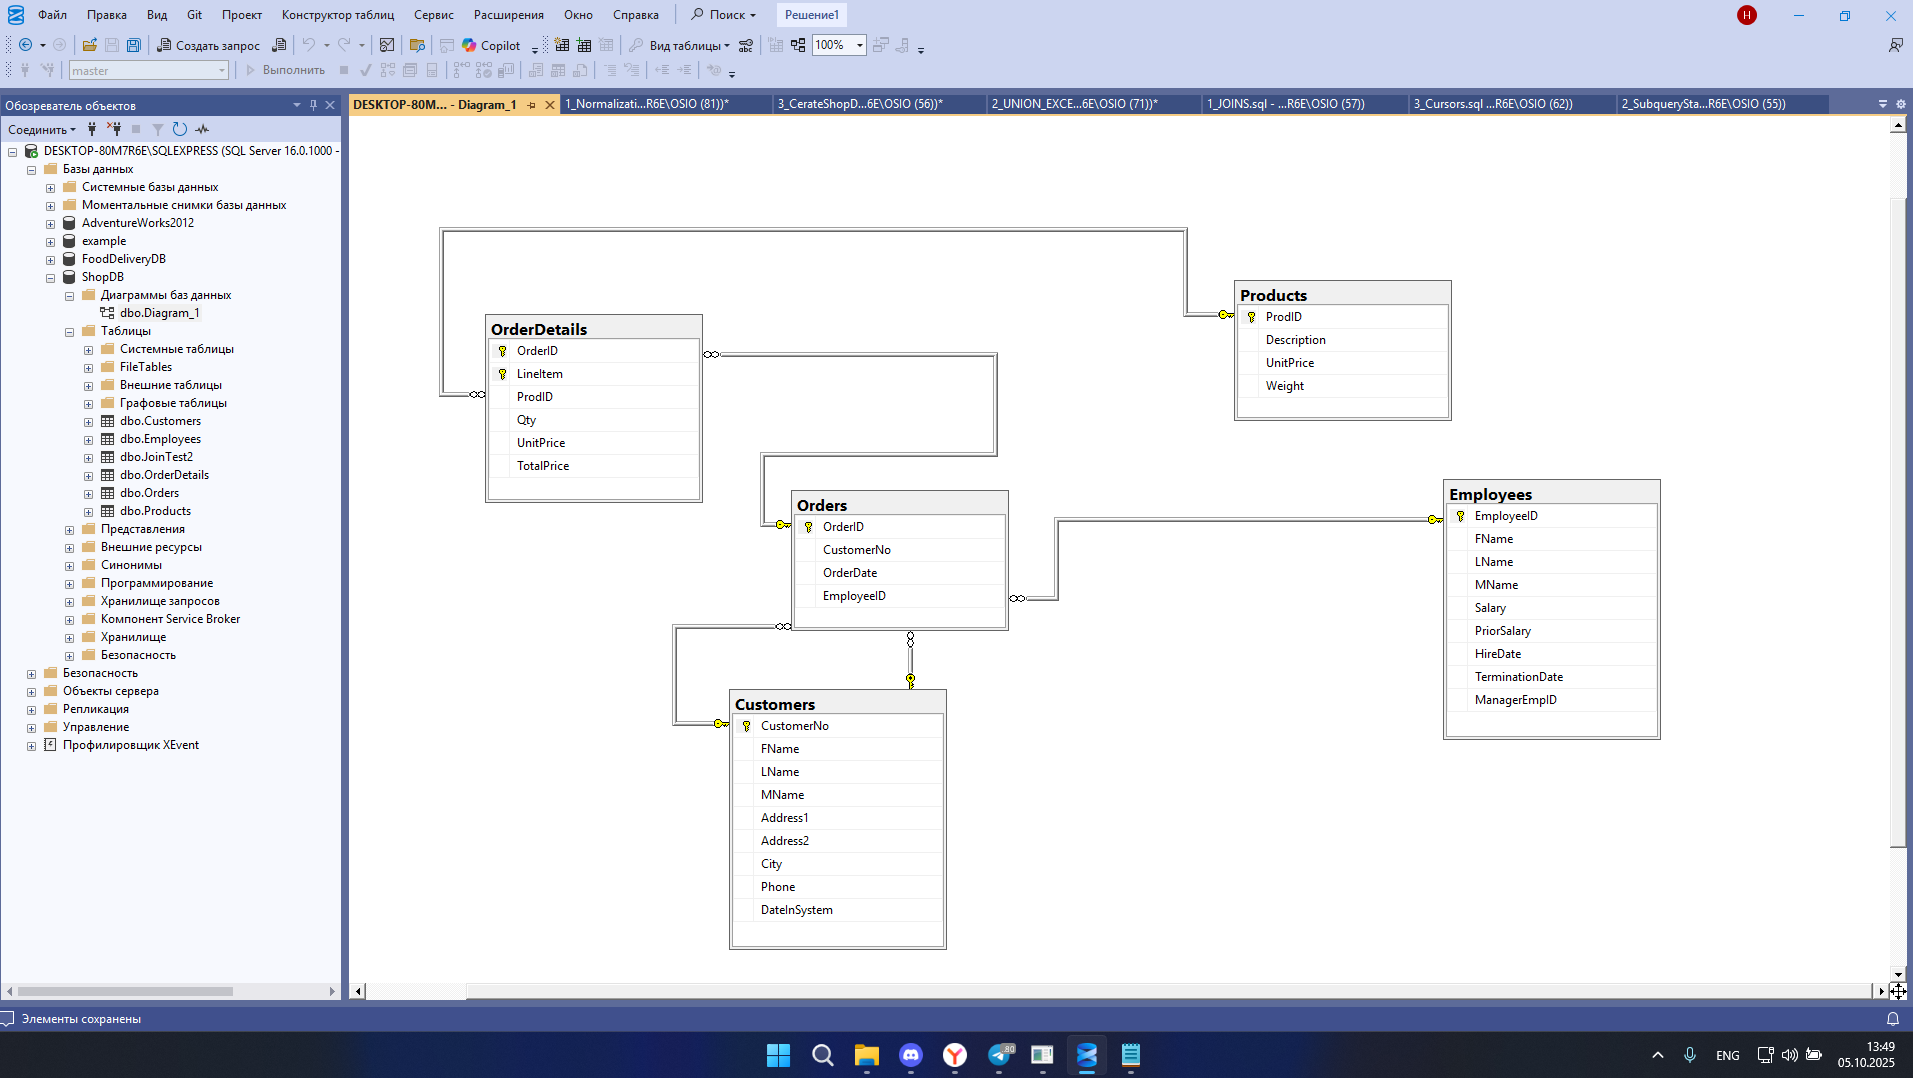 Файл Правка Вид Git Проект Конструктор таблиц Сервис Расширения Окно Справка Поиск Решение1 H
Создать запрос Copilot Вид таблицы abc 100%
master Выполнить
Обозреватель объектов
DESKTOP-80M... - Diagram_1 1_Normalizati...R6E\OSIO (81))* 3_CerateShopD...6E\OSIO (56))* 2_UNION_EXCE...6E\OSIO (71))* 1_JOINS.sql - ...R6E\OSIO (57)) 3_Cursors.sql ...R6E\OSIO (62)) 2_SubquerySta...R6E\OSIO (55))
Соединить
DESKTOP-80M7R6E\SQLEXPRESS (SQL Server 16.0.1000 -
Базы данных
Системные базы данных
Моментальные снимки базы данных
AdventureWorks2012
example
FoodDeliveryDB
ShopDB
Диаграммы баз данных
dbo.Diagram_1
Таблицы
Системные таблицы
FileTables
Внешние таблицы
Графовые таблицы
dbo.Customers
dbo.Employees
dbo.JoinTest2
dbo.OrderDetails
dbo.Orders
dbo.Products
Представления
Внешние ресурсы
Синонимы
Программирование
Хранилище запросов
Компонент Service Broker
Хранилище
Безопасность
Безопасность
Объекты сервера
Репликация
Управление
Профилировщик XEvent
OrderDetails
OrderID
LineItem
ProdID
Qty
UnitPrice
TotalPrice
Products
ProdID
Description
UnitPrice
Weight
Orders
OrderID
CustomerNo
OrderDate
EmployeeID
Employees
EmployeeID
FName
LName
MName
Salary
PriorSalary
HireDate
TerminationDate
ManagerEmpID
Customers
CustomerNo
FName
LName
MName
Address1
Address2
City
Phone
DateInSystem
Элементы сохранены
80
ENG
13:49
05.10.2025